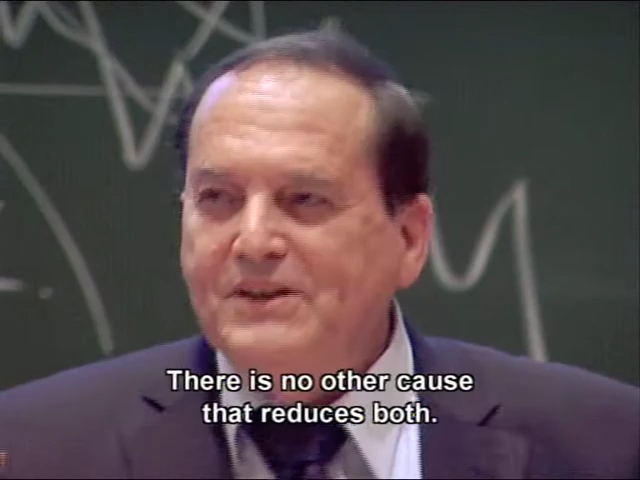 There is no other cause
that reduces both.